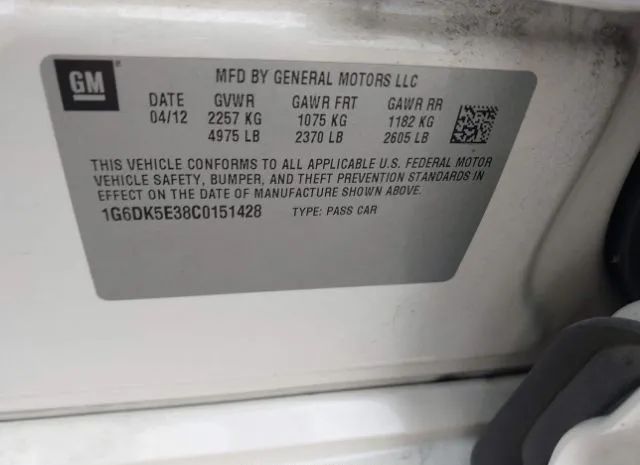 GM
MFD BY GENERAL MOTORS LLC
DATE GVWR GAWR FRT GAWR RR
04/12 2257 KG 1075 KG 1182 KG
4975 LB 2370 LB 2605 LB
THIS VEHICLE CONFORMS TO ALL APPLICABLE U.S. FEDERAL MOTOR
VEHICLE SAFETY, BUMPER, AND THEFT PREVENTION STANDARDS IN
EFFECT ON THE DATE OF MANUFACTURE SHOWN ABOVE.
1G6DK5E38C0151428 TYPE: PASS CAR